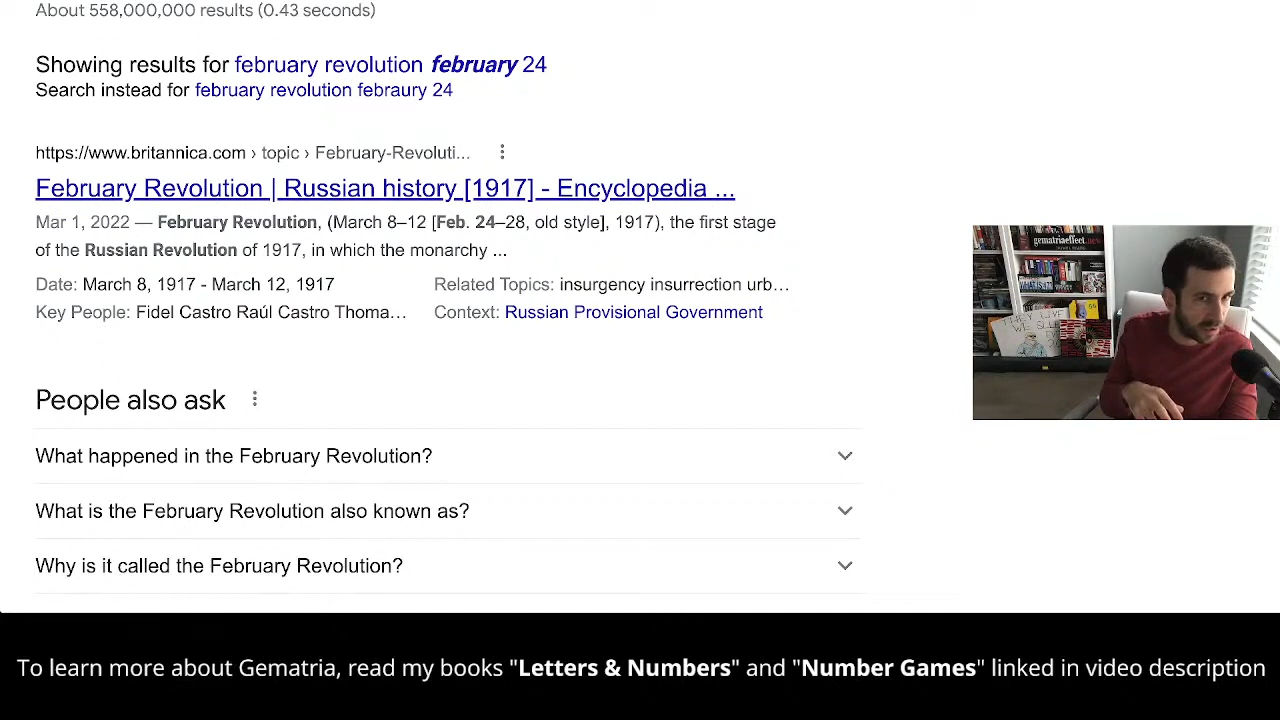 About 558,000,000 results (0.43 seconds)
Showing results for february revolution february 24
Search instead for february revolution febraury 24
https://www.britannica.com › topic › February-Revoluti...
February Revolution | Russian history [1917] - Encyclopedia ...
Mar 1, 2022 — February Revolution, (March 8–12 [Feb. 24–28, old style], 1917), the first stage
of the Russian Revolution of 1917, in which the monarchy ...
Date: March 8, 1917 - March 12, 1917
Related Topics: insurgency insurrection urb…
Key People: Fidel Castro Raúl Castro Thoma…
Context: Russian Provisional Government
gematriaeffect.news
People also ask
What happened in the February Revolution?
What is the February Revolution also known as?
Why is it called the February Revolution?
To learn more about Gematria, read my books "Letters & Numbers" and "Number Games" linked in video description